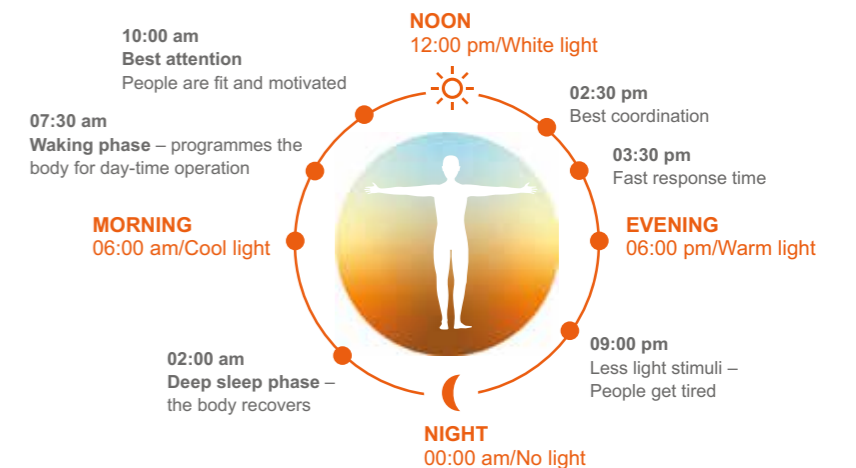 NOON
12:00 pm/White light
10:00 am
Best attention
People are fit and motivated
02:30 pm
Best coordination
07:30 am
Waking phase – programmes the
body for day-time operation
03:30 pm
Fast response time
MORNING
06:00 am/Cool light
EVENING
06:00 pm/Warm light
02:00 am
Deep sleep phase –
the body recovers
09:00 pm
Less light stimuli –
People get tired
NIGHT
00:00 am/No light